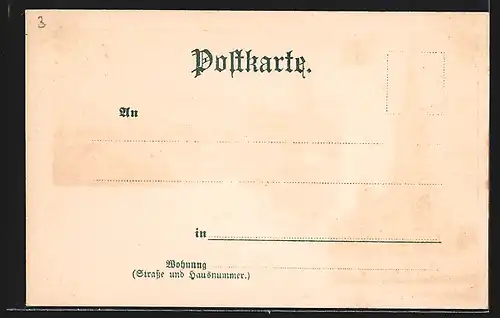 3
Postkarte.
An
in
Wohnung
(Straße und Hausnummer.)